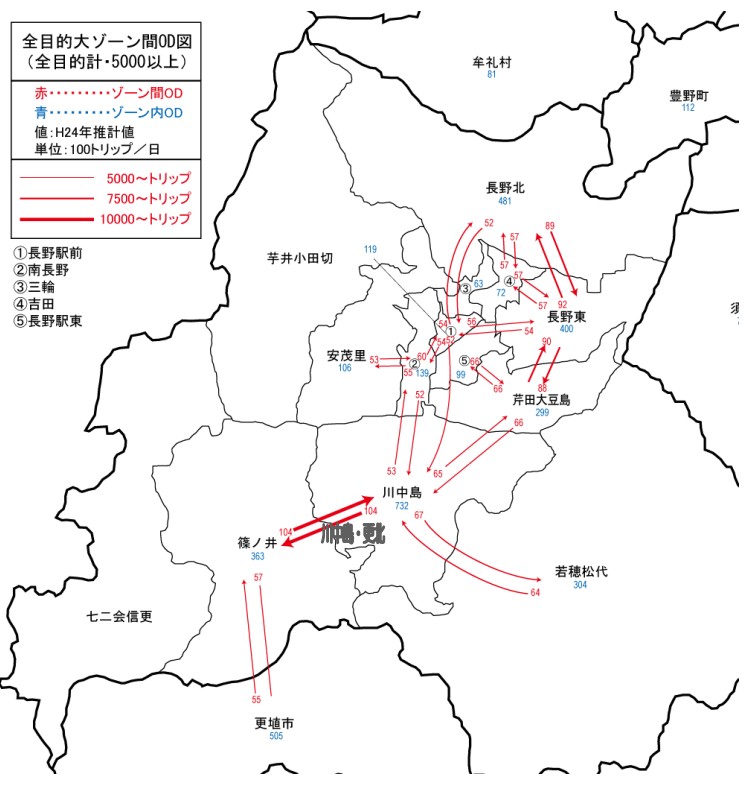 全目的大ゾーン間OD図
(全目的計・5000以上)
赤・・・・・・・・・ゾーン間OD
青・・・・・・・・・ゾーン内OD
値:H24年推計値
単位:100トリップ/日
5000～トリップ
7500～トリップ
10000～トリップ
①長野駅前
②南長野
③三輪
④吉田
⑤長野駅東
牟礼村
81
豊野町
112
長野北
481
52
57
89
芋井小田切
119
57
57
③
63
④
72
57
92
長野東
400
54
56
①
52
54
54
90
安茂里
106
53
60
②
55
139
⑤
66
99
66
88
芹田大豆島
299
52
66
53
65
川中島
732
104
67
104
川中島・更北
篠ノ井
363
57
若穂松代
304
64
七二会信更
55
更埴市
505
須